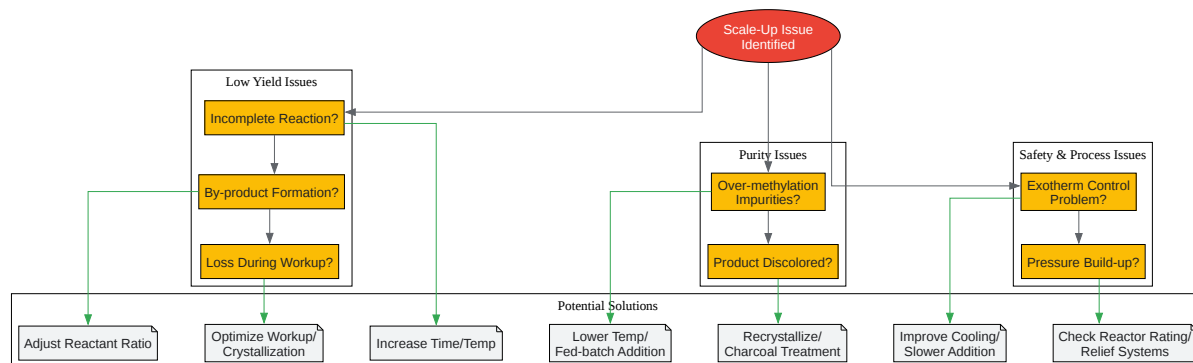 Scale-Up Issue
Identified
Low Yield Issues
Incomplete Reaction?
By-product Formation?
Loss During Workup?
Purity Issues
Over-methylation
Impurities?
Product Discolored?
Safety & Process Issues
Exotherm Control
Problem?
Pressure Build-up?
Potential Solutions
Adjust Reactant Ratio
Optimize Workup/
Crystallization
Increase Time/Temp
Lower Temp/
Fed-batch Addition
Recrystallize/
Charcoal Treatment
Improve Cooling/
Slower Addition
Check Reactor Rating/
Relief Systems